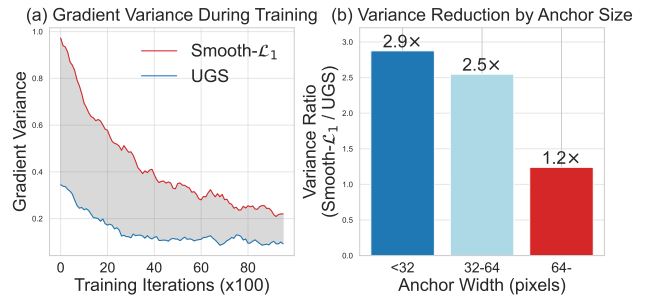 (a) Gradient Variance During Training
1.0
0.8
0.6
0.4
0.2
Gradient Variance
Smooth-ℒ₁
UGS
0
20
40
60
80
Training Iterations (x100)
(b) Variance Reduction by Anchor Size
3.0
2.5
2.0
1.5
1.0
0.5
0.0
Variance Ratio
(Smooth-ℒ₁ / UGS)
2.9×
2.5×
1.2×
<32
32-64
64-
Anchor Width (pixels)